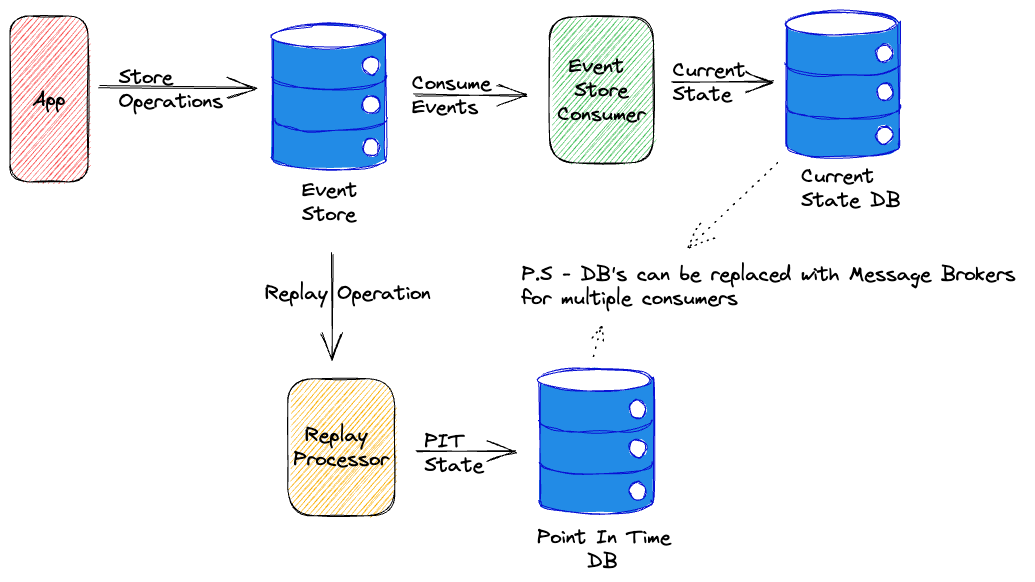 App
Store
Operations
Event
Store
Consume
Events
Event
Store
Consumer
Current
State
Current
State DB
P.S - DB's can be replaced with Message Brokers
for multiple consumers
Replay Operation
Replay
Processor
PIT
State
Point In Time
DB